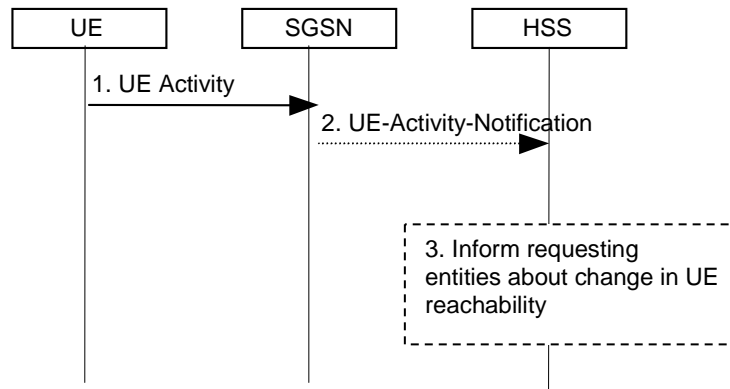 UE
SGSN
HSS
1. UE Activity
2. UE-Activity-Notification
3. Inform requesting
entities about change in UE
reachability